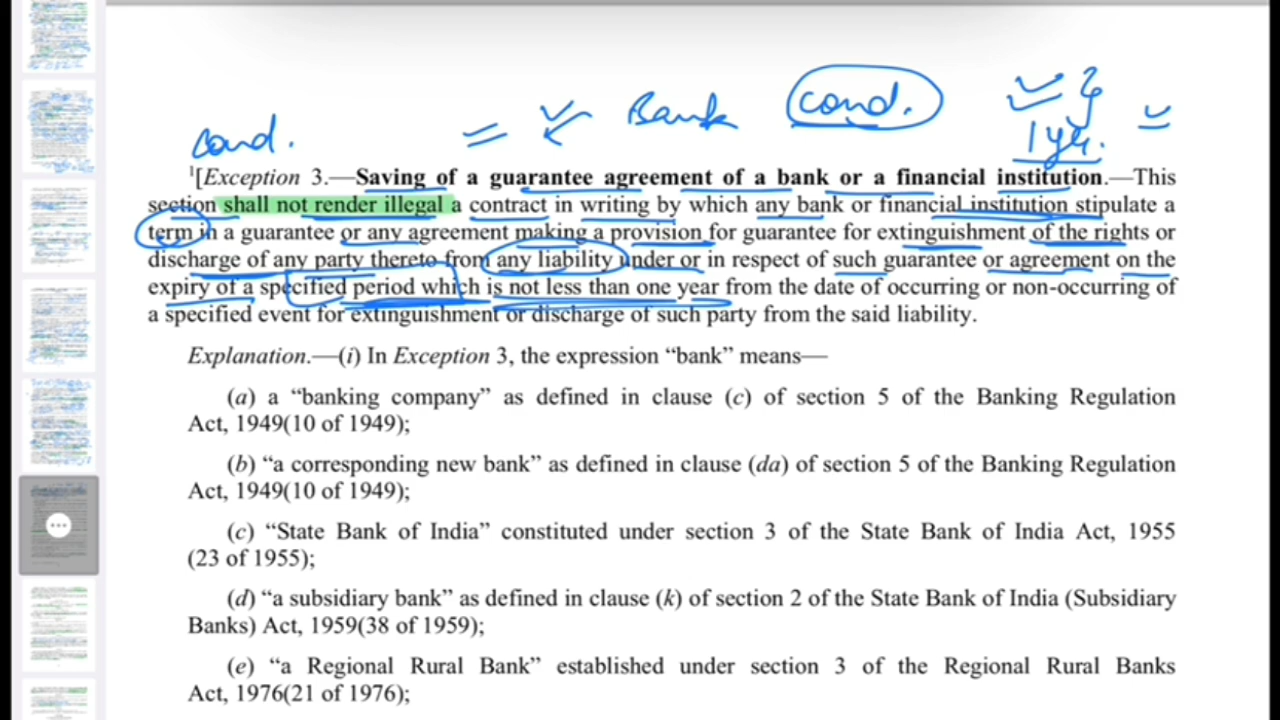 cond. = Bank cond. 1 yr.
¹[Exception 3.—Saving of a guarantee agreement of a bank or a financial institution.—This
section shall not render illegal a contract in writing by which any bank or financial institution stipulate a
term in a guarantee or any agreement making a provision for guarantee for extinguishment of the rights or
discharge of any party thereto from any liability under or in respect of such guarantee or agreement on the
expiry of a specified period which is not less than one year from the date of occurring or non-occurring of
a specified event for extinguishment or discharge of such party from the said liability.
Explanation.—(i) In Exception 3, the expression “bank” means—
(a) a “banking company” as defined in clause (c) of section 5 of the Banking Regulation
Act, 1949(10 of 1949);
(b) “a corresponding new bank” as defined in clause (da) of section 5 of the Banking Regulation
Act, 1949(10 of 1949);
(c) “State Bank of India” constituted under section 3 of the State Bank of India Act, 1955
(23 of 1955);
(d) “a subsidiary bank” as defined in clause (k) of section 2 of the State Bank of India (Subsidiary
Banks) Act, 1959(38 of 1959);
(e) “a Regional Rural Bank” established under section 3 of the Regional Rural Banks
Act, 1976(21 of 1976);